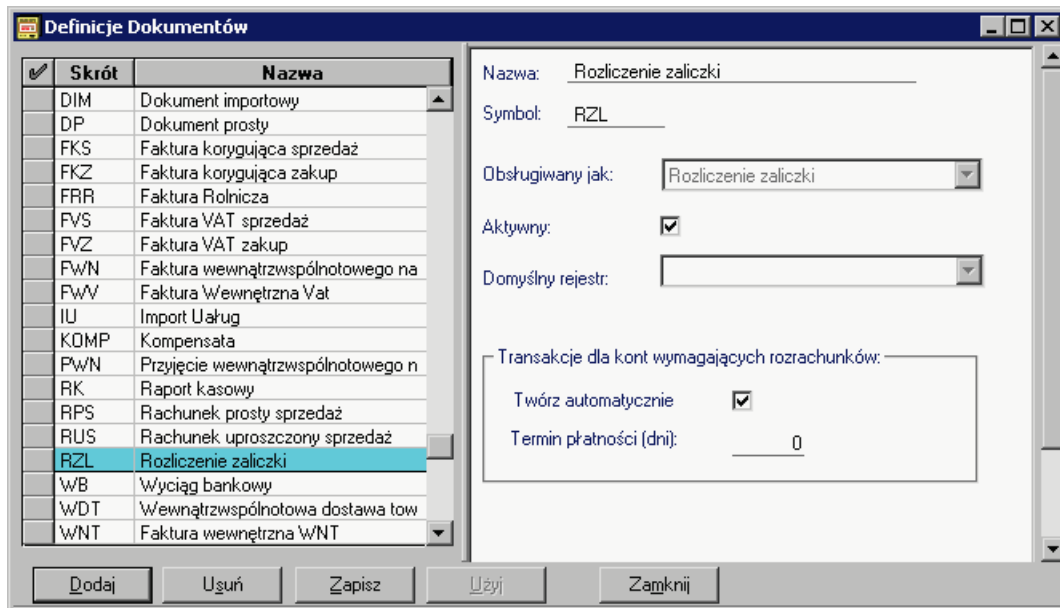 Definicje Dokumentów
Skrót Nazwa
DIM Dokument importowy
DP Dokument prosty
FKS Faktura korygująca sprzedaż
FKZ Faktura korygująca zakup
FRR Faktura Rolnicza
FVS Faktura VAT sprzedaż
FVZ Faktura VAT zakup
FWN Faktura wewnątrzwspólnotowego na
FWV Faktura Wewnętrzna Vat
IU Import Uaług
KOMP Kompensata
PWN Przyjęcie wewnątrzwspólnotowego n
RK Raport kasowy
RPS Rachunek prosty sprzedaż
RUS Rachunek uproszczony sprzedaż
RZL Rozliczenie zaliczki
WB Wyciąg bankowy
WDT Wewnątrzwspólnotowa dostawa tow
WNT Faktura wewnętrzna WNT
Nazwa: Rozliczenie zaliczki
Symbol: RZL
Obsługiwany jak: Rozliczenie zaliczki
Aktywny:
Domyślny rejestr:
Transakcje dla kont wymagających rozrachunków:
Twórz automatycznie
Termin płatności (dni): 0
Dodaj Usuń Zapisz Użyj Zamknij